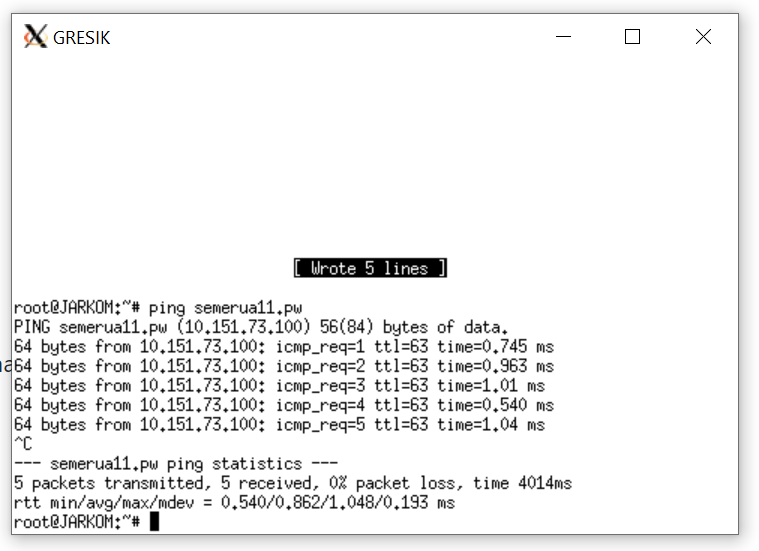 GRESIK
[ Wrote 5 lines ]
root@JARKOM:~# ping semerua11.pw
PING semerua11.pw (10.151.73.100) 56(84) bytes of data.
64 bytes from 10.151.73.100: icmp_req=1 ttl=63 time=0.745 ms
64 bytes from 10.151.73.100: icmp_req=2 ttl=63 time=0.963 ms
64 bytes from 10.151.73.100: icmp_req=3 ttl=63 time=1.01 ms
64 bytes from 10.151.73.100: icmp_req=4 ttl=63 time=0.540 ms
64 bytes from 10.151.73.100: icmp_req=5 ttl=63 time=1.04 ms
^C
--- semerua11.pw ping statistics ---
5 packets transmitted, 5 received, 0% packet loss, time 4014ms
rtt min/avg/max/mdev = 0.540/0.862/1.048/0.193 ms
root@JARKOM:~#